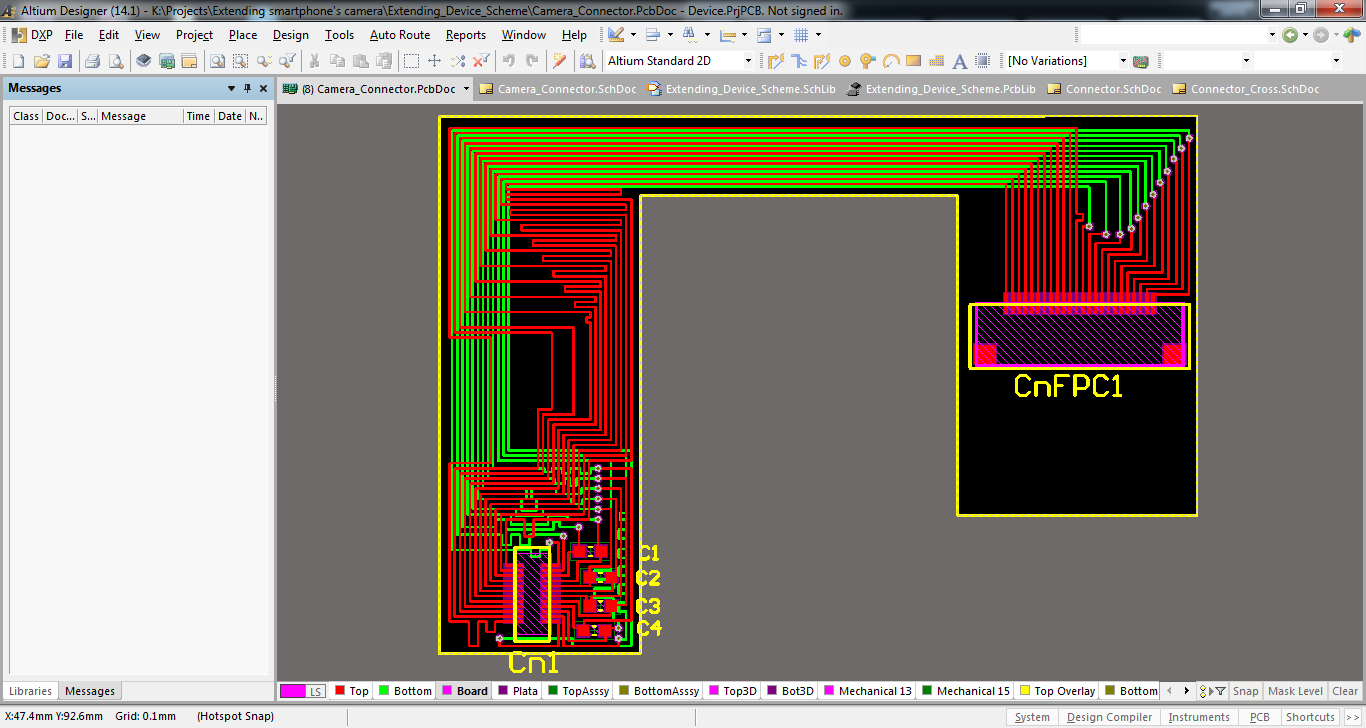 Altium Designer (14.1) - K:\Projects\Extending smartphone's camera\Extending_Device_Scheme\Camera_Connector.PcbDoc - Device.PrjPCB. Not signed in.
DXP File Edit View Project Place Design Tools Auto Route Reports Window Help
Altium Standard 2D [No Variations]
Messages
(8) Camera_Connector.PcbDoc Camera_Connector.SchDoc Extending_Device_Scheme.SchLib Extending_Device_Scheme.PcbLib Connector.SchDoc Connector_Cross.SchDoc
Class Doc... S... Message Time Date N..
CnFPC1
C1
C2
C3
C4
Cn1
Libraries Messages
LS Top Bottom Board Plata TopAsssy BottomAsssy Top3D Bot3D Mechanical 13 Mechanical 15 Top Overlay Bottom Snap Mask Level Clear
X:47.4mm Y:92.6mm Grid: 0.1mm (Hotspot Snap) System Design Compiler Instruments PCB Shortcuts >>